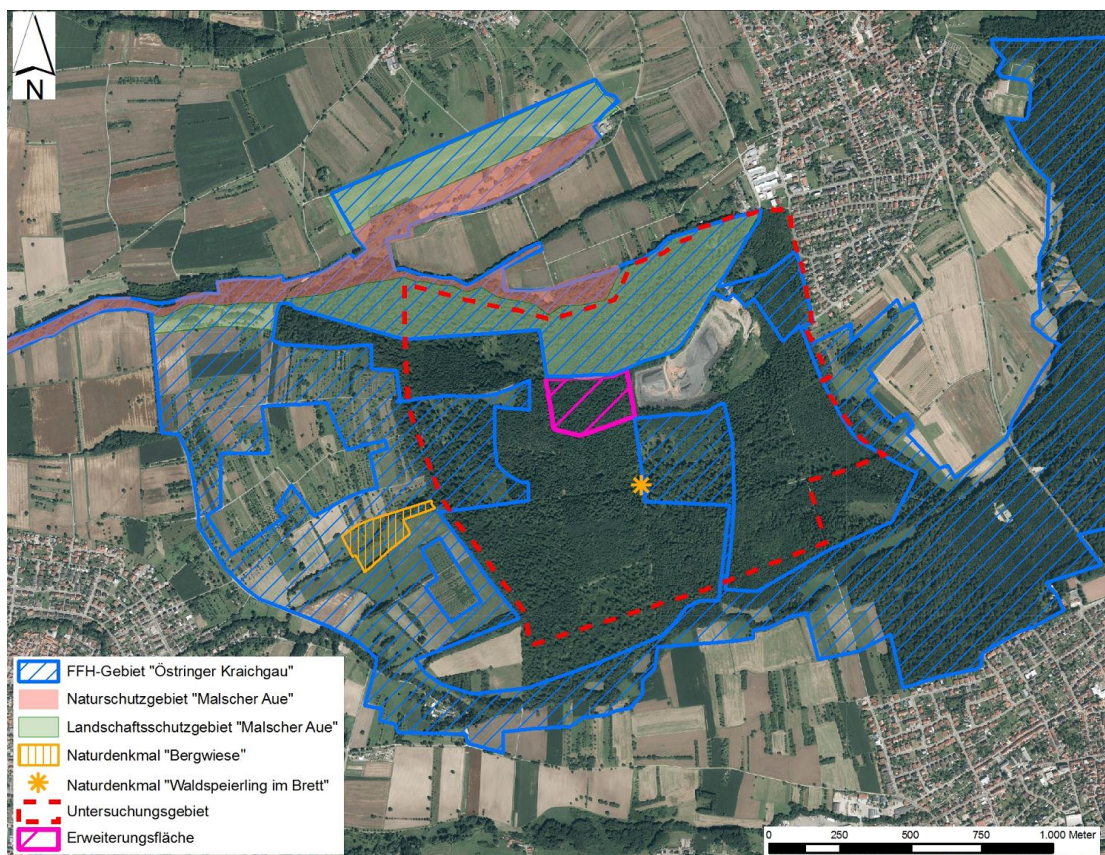 N
FFH-Gebiet "Östringer Kraichgau"
Naturschutzgebiet "Malscher Aue"
Landschaftsschutzgebiet "Malscher Aue"
Naturdenkmal "Bergwiese"
Naturdenkmal "Waldspeierling im Brett"
Untersuchungsgebiet
Erweiterungsfläche
0 250 500 750 1.000 Meter